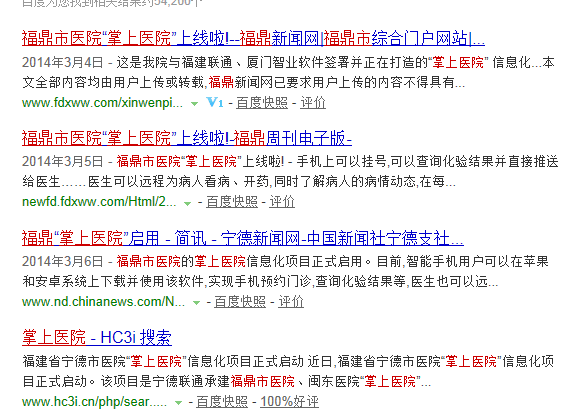 百度为您找到相关结果约54,200个
福鼎市医院“掌上医院”上线啦!--福鼎新闻网|福鼎市综合门户网站|...
2014年3月4日 - 这是我院与福建联通、厦门智业软件签署并正在打造的“掌上医院” 信息化...本
文全部内容均由用户上传或转载,福鼎新闻网已要求用户上传的内容不得具有...
www.fdxww.com/xinwenpi... V1 - 百度快照 - 评价
福鼎市医院“掌上医院”上线啦!-福鼎周刊电子版-
2014年3月5日 - 福鼎市医院“掌上医院”上线啦! - 手机上可以挂号,可以查询化验结果并直接推送
给医生……医生可以远程为病人看病、开药,同时了解病人的病情动态,在每...
newfd.fdxww.com/Html/2... - 百度快照 - 评价
福鼎“掌上医院”启用 - 简讯 - 宁德新闻网-中国新闻社宁德支社...
2014年3月6日 - 福鼎市医院的掌上医院信息化项目正式启用。目前,智能手机用户可以在苹果
和安卓系统上下载并使用该软件,实现手机预约门诊,查询化验结果等,医生也可以远...
www.nd.chinanews.com/N... - 百度快照 - 评价
掌上医院 - HC3i 搜索
福建省宁德市医院“掌上医院”信息化项目正式启动 近日,福建省宁德市医院“掌上医院”信息化项
目正式启动。该项目是宁德联通承建福鼎市医院、闽东医院“掌上医院”...
www.hc3i.cn/php/sear..... - 百度快照 - 100%好评